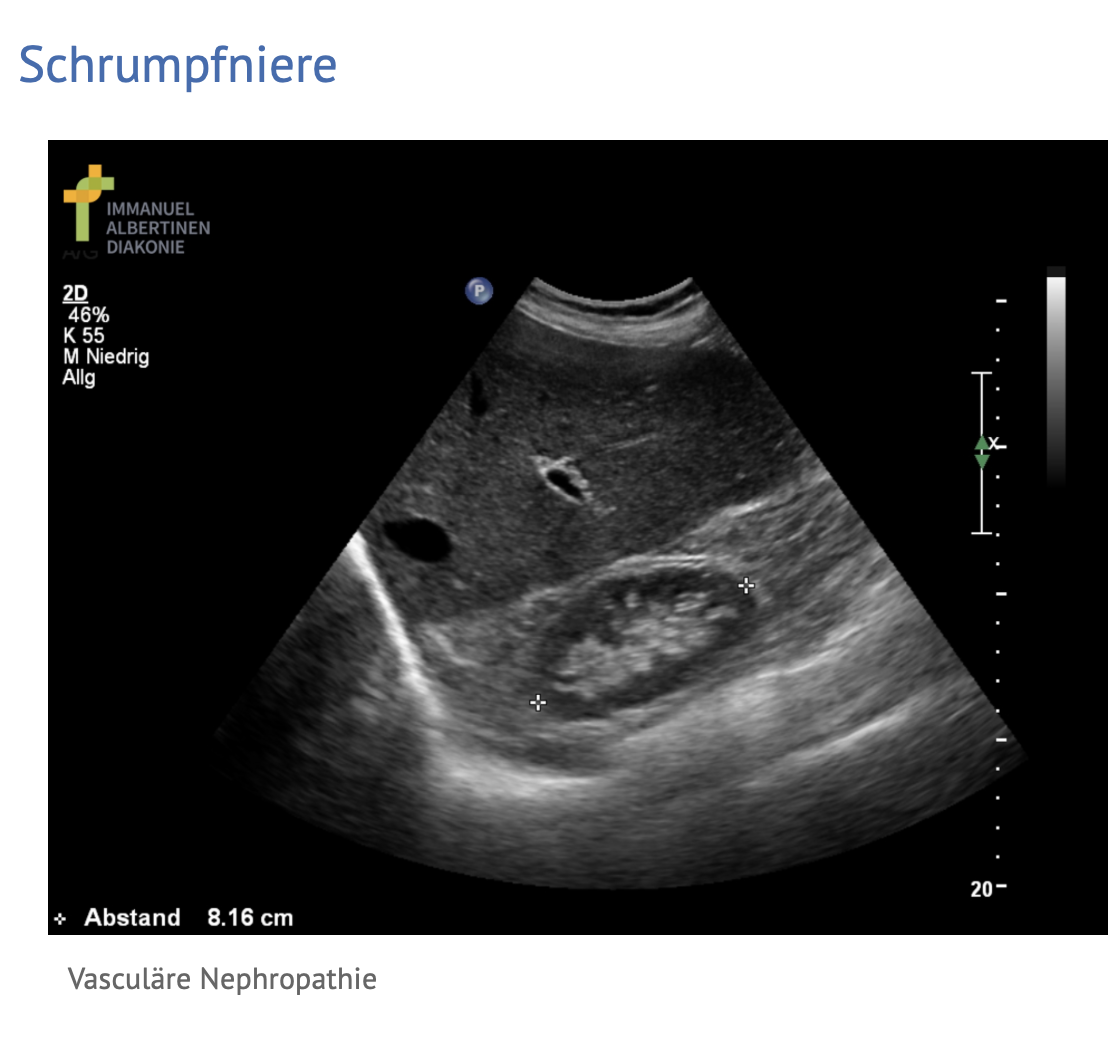 Schrumpfniere
IMMANUEL
ALBERTINEN
DIAKONIE
2D
46%
K 55
M Niedrig
Allg
P
X
20
Abstand 8.16 cm
Vasculäre Nephropathie